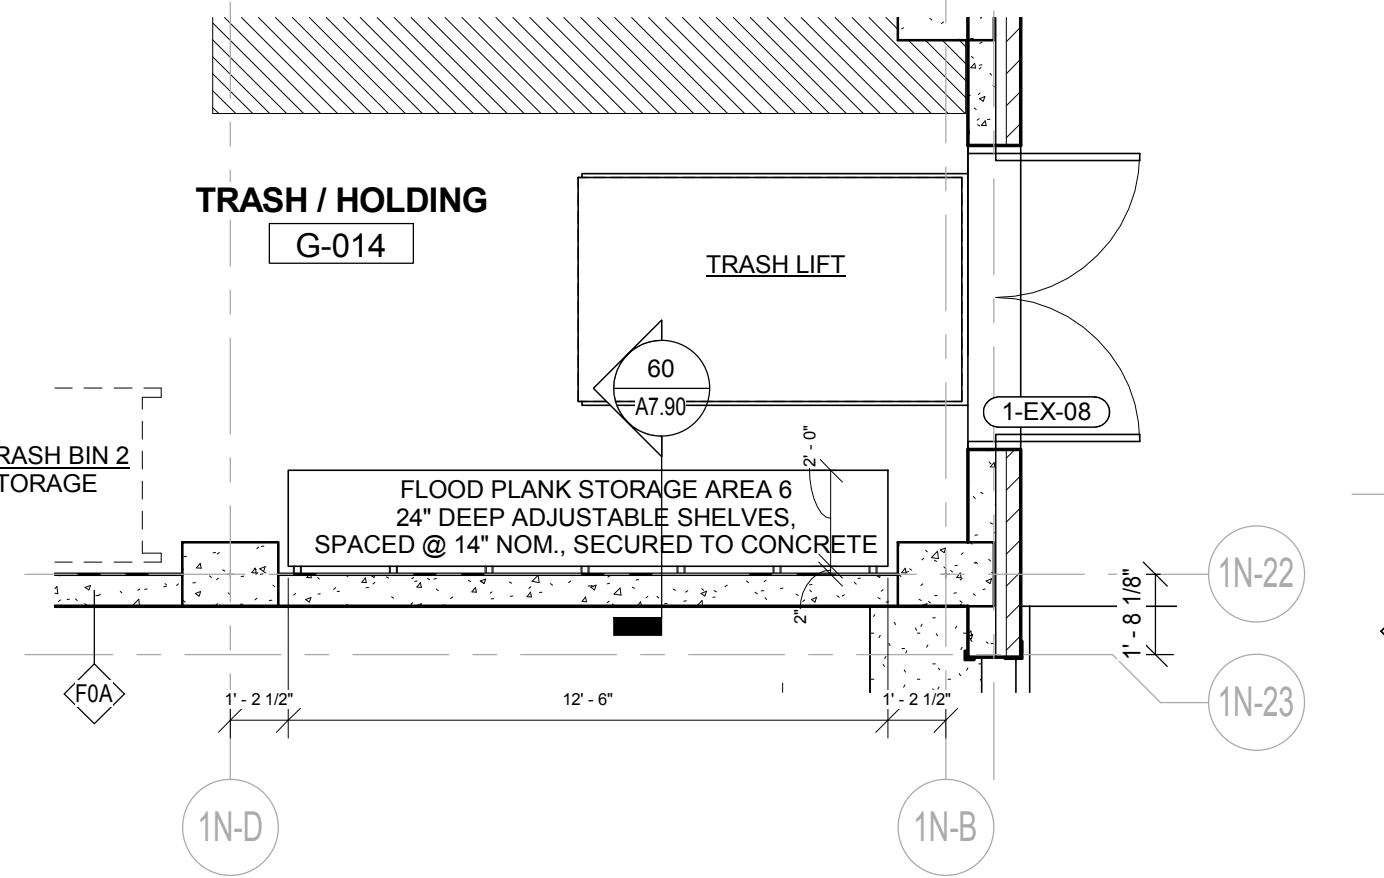 TRASH / HOLDING
G-014
TRASH LIFT
60
A7.90
1-EX-08
RASH BIN 2
TORAGE
2' - 0"
FLOOD PLANK STORAGE AREA 6
24" DEEP ADJUSTABLE SHELVES,
SPACED @ 14" NOM., SECURED TO CONCRETE
2"
1N-22
1' - 8 1/8"
F0A
1' - 2 1/2"
12' - 6"
1' - 2 1/2"
1N-23
1N-D
1N-B